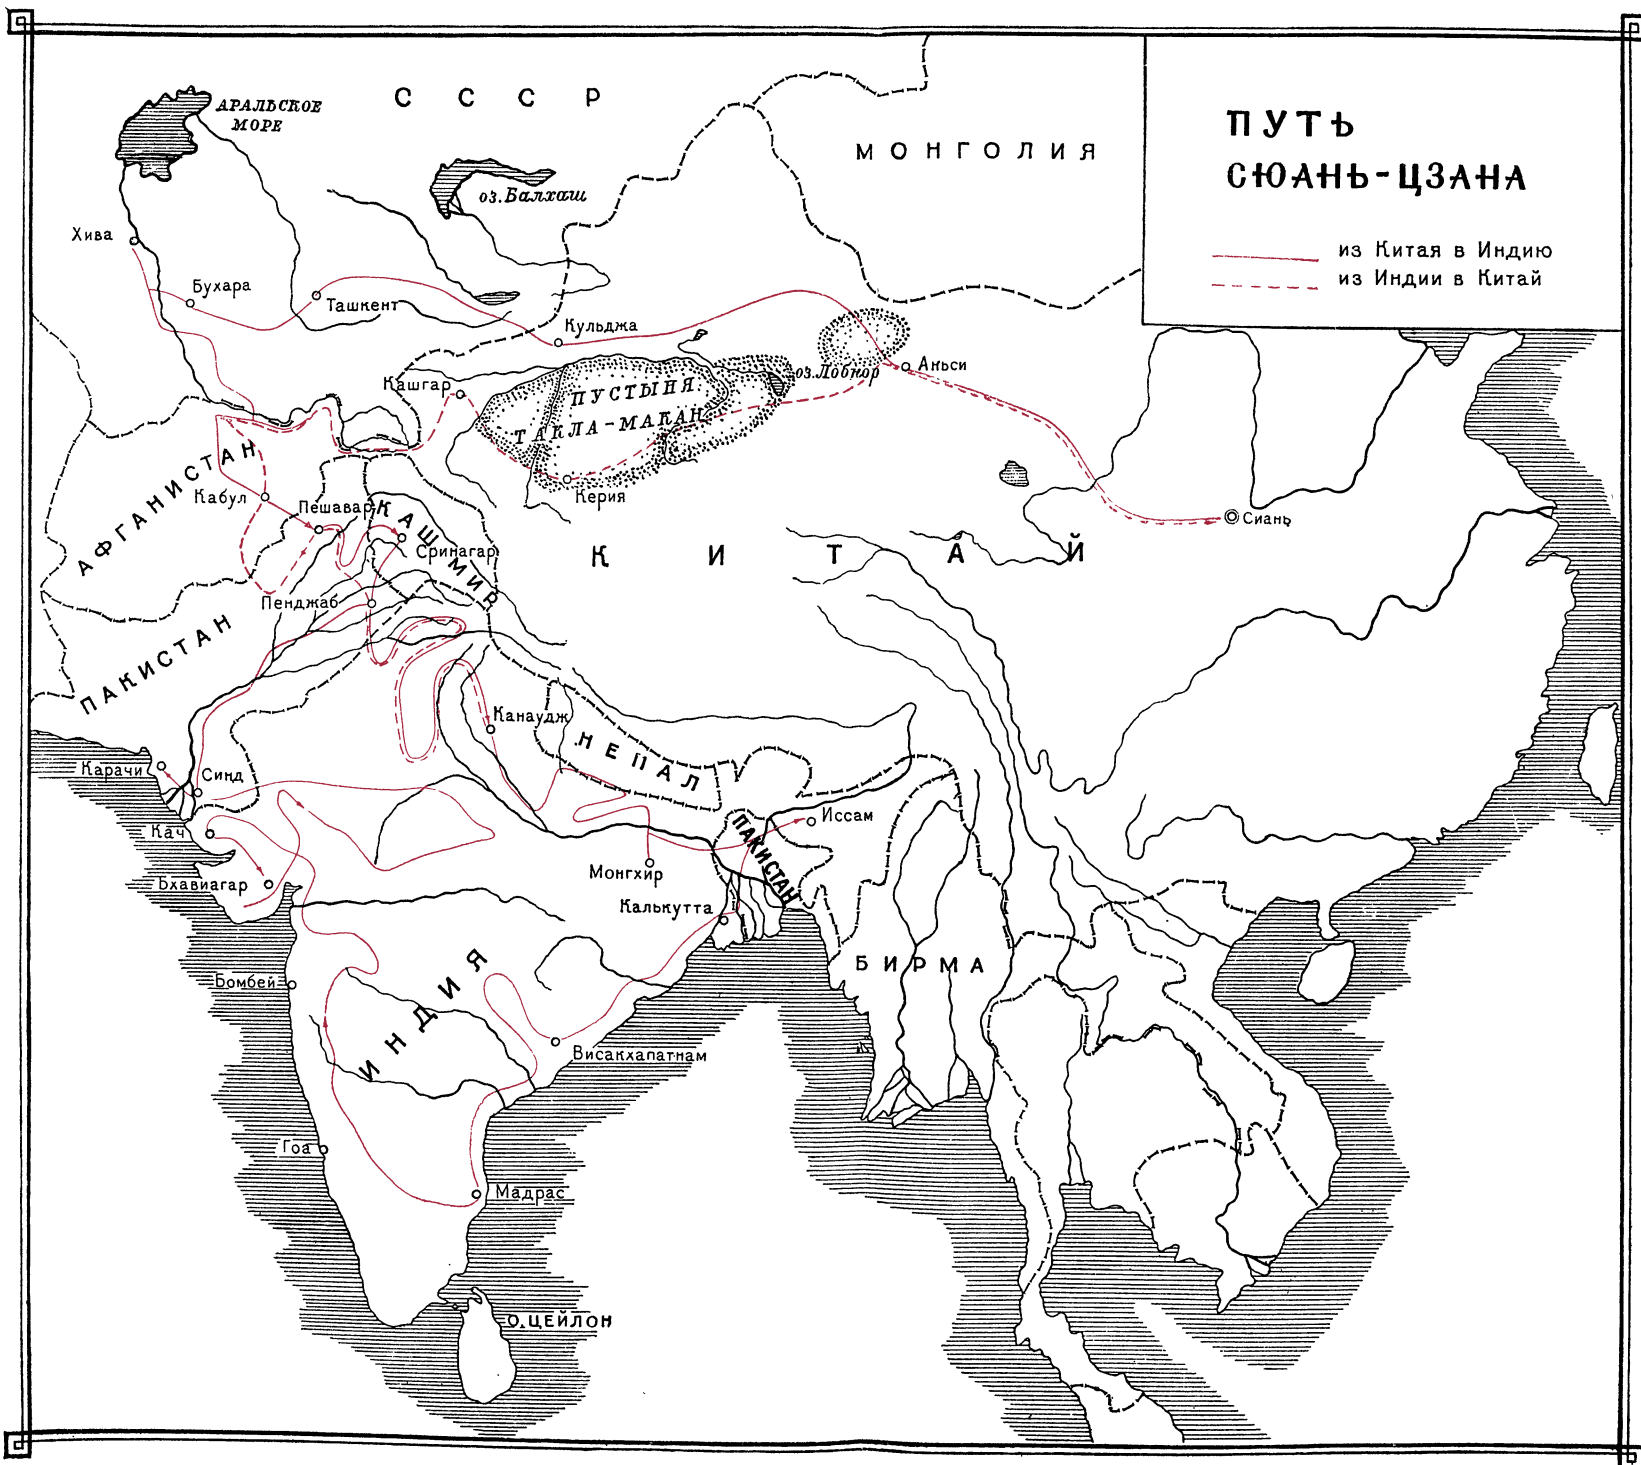 ПУТЬ
СЮАНЬ-ЦЗАНА
из Китая в Индию
из Индии в Китай
СССР
АРАЛЬСКОЕ
МОРЕ
МОНГОЛИЯ
оз. Балхаш
Хива
Бухара
Ташкент
Кульджа
Кашгар
ПУСТЫНЯ
ТАКЛА-МАКАН
оз. Лобнор
Аньси
Керия
Сиань
АФГАНИСТАН
Кабул
Пешавар
КАШМИР
Сринагар
КИТАЙ
Пенджаб
ПАКИСТАН
Канаудж
НЕПАЛ
Карачи
Синд
Кач
Бхавиагар
Иссам
ПАКИСТАН
Монгхир
Калькутта
БИРМА
ИНДИЯ
Бомбей
Висакхапатнам
Гоа
Мадрас
О. ЦЕЙЛОН